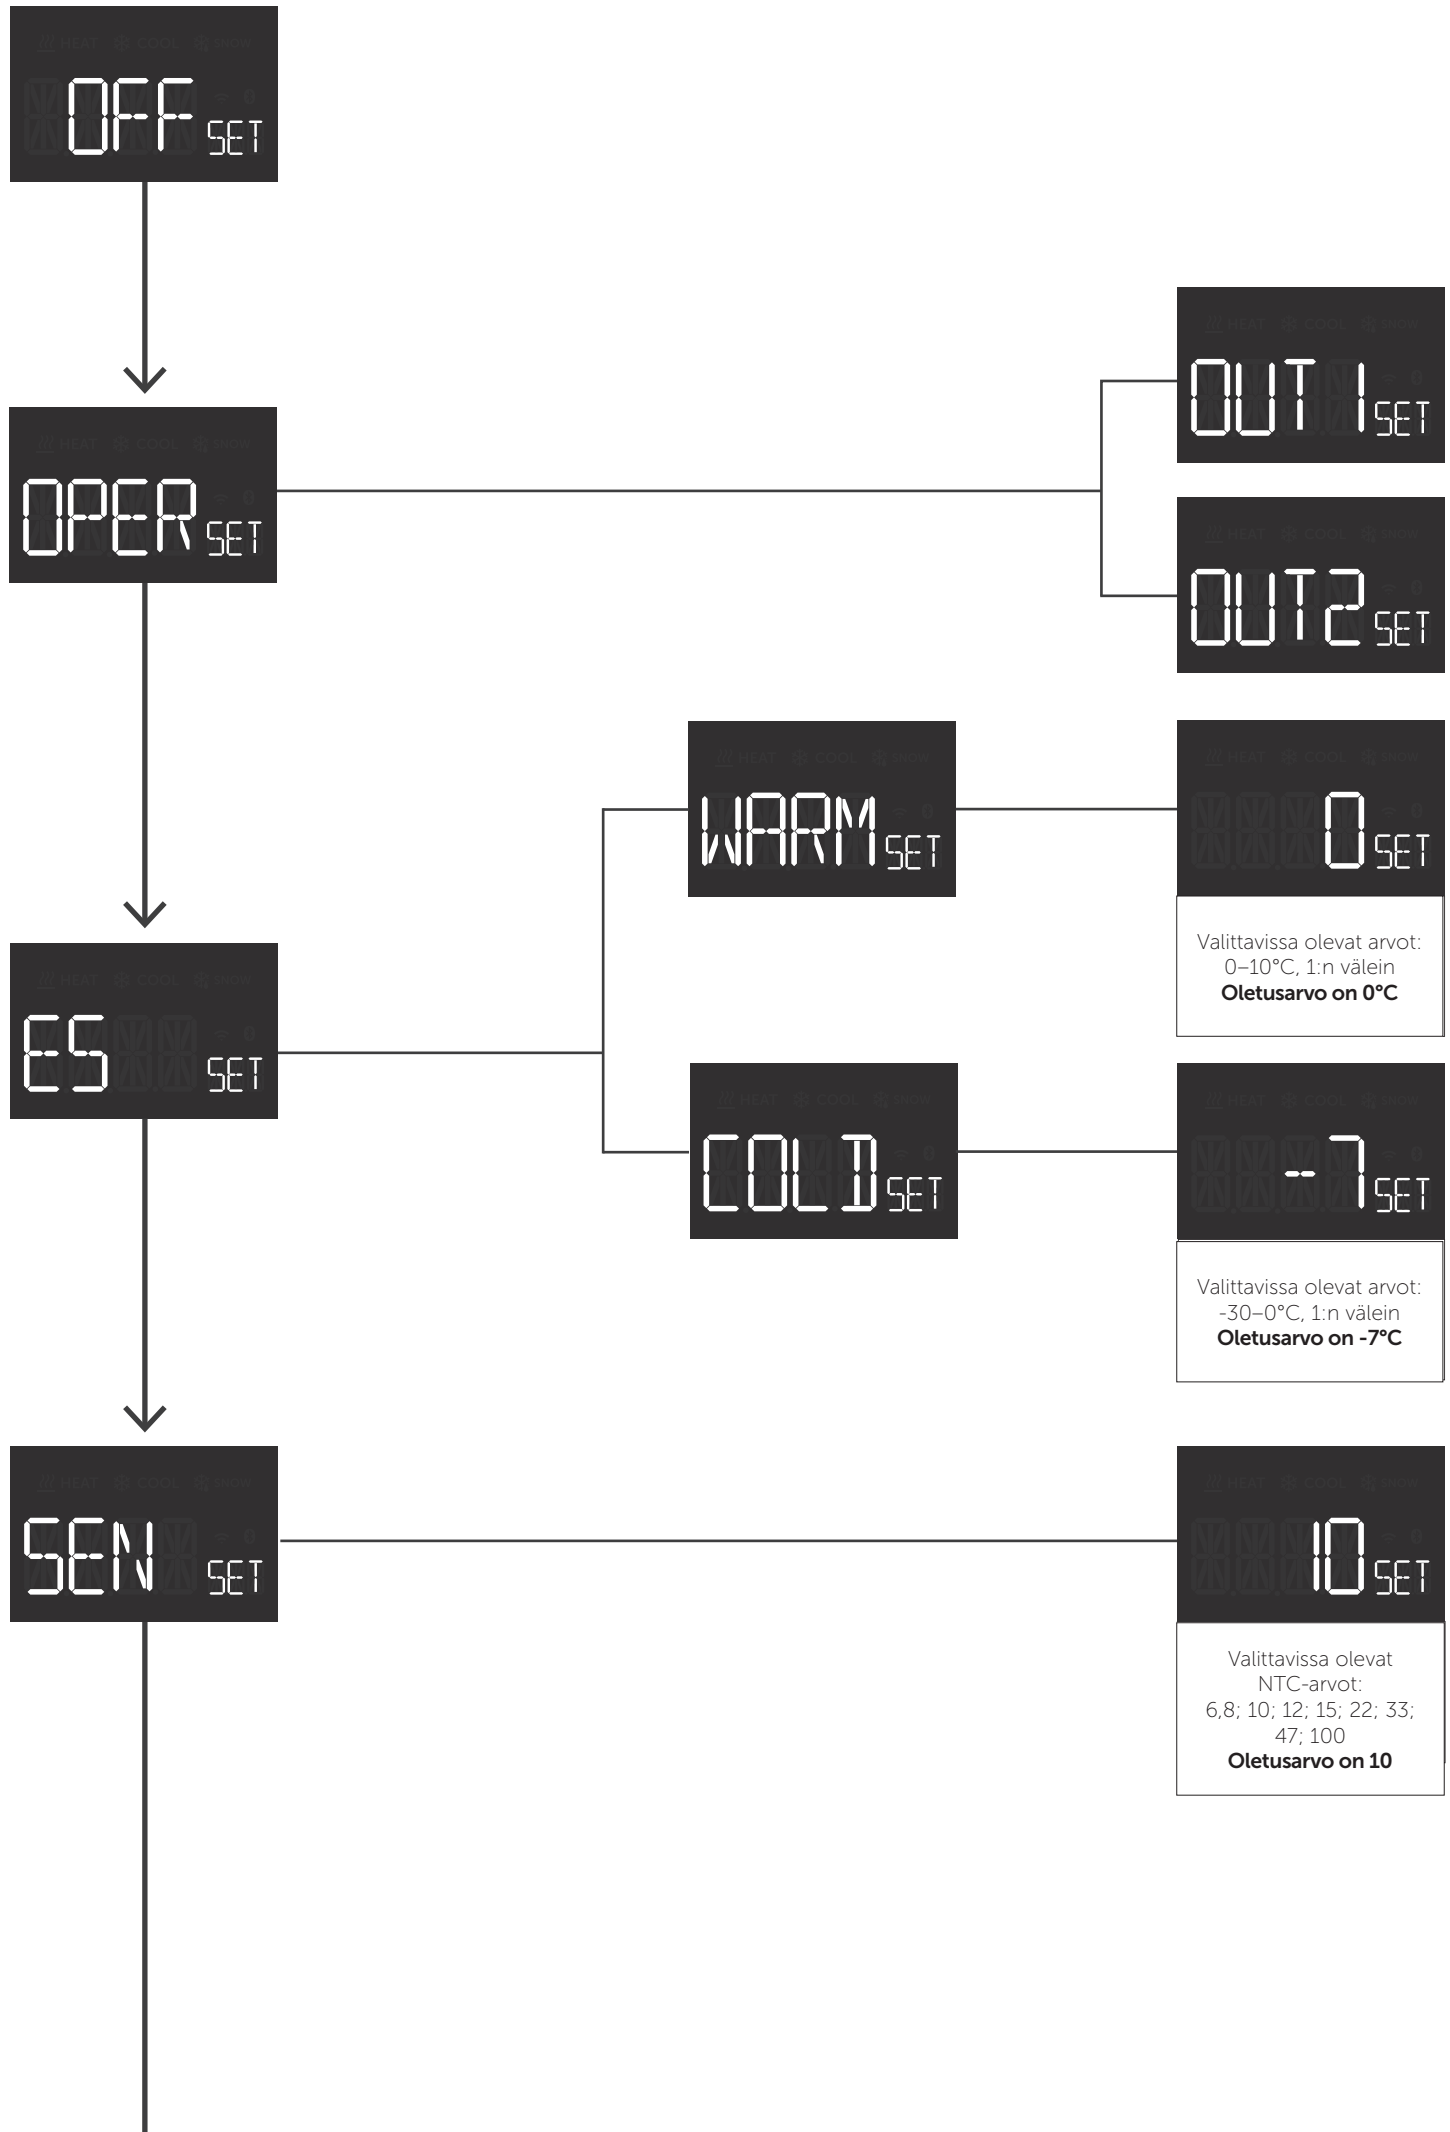 OFF SET
OPER SET
OUT 1 SET
OUT2 SET
ES SET
WARM SET
0 SET
Valittavissa olevat arvot:
0–10°C, 1:n välein
Oletusarvo on 0°C
COLD SET
-7 SET
Valittavissa olevat arvot:
-30–0°C, 1:n välein
Oletusarvo on -7°C
SEN SET
10 SET
Valittavissa olevat
NTC-arvot:
6,8; 10; 12; 15; 22; 33;
47; 100
Oletusarvo on 10